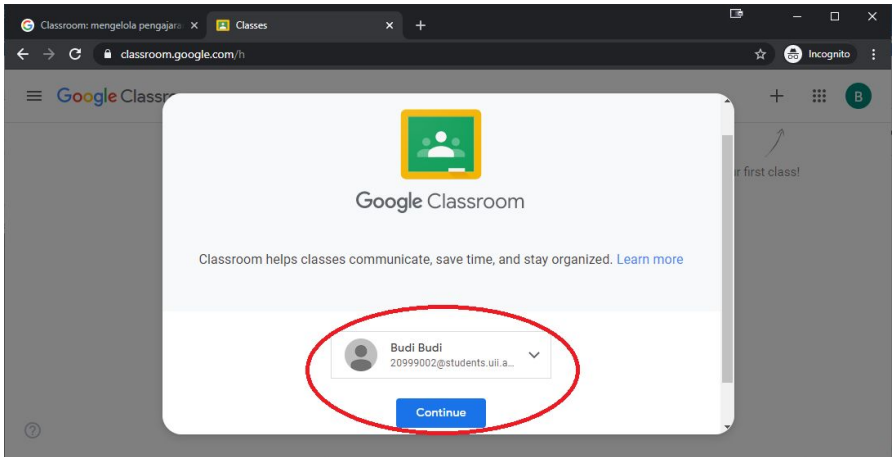 Classroom: mengelola pengajara
Classes
classroom.google.com/h
Incognito
Google Classr
B
r first class!
Google Classroom
Classroom helps classes communicate, save time, and stay organized. Learn more
Budi Budi
20999002@students.uii.a...
Continue